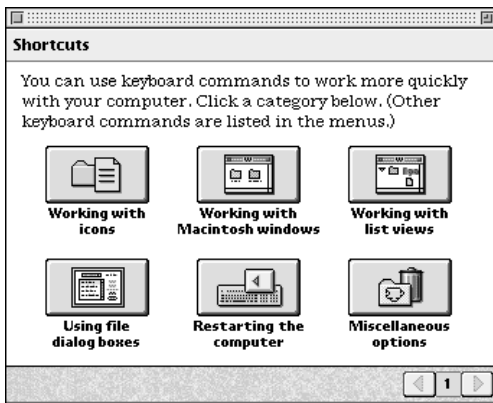 Shortcuts
You can use keyboard commands to work more quickly
with your computer. Click a category below. (Other
keyboard commands are listed in the menus.)
Working with
icons
Working with
Macintosh windows
Working with
list views
Using file
dialog boxes
Restarting the
computer
Miscellaneous
options
1